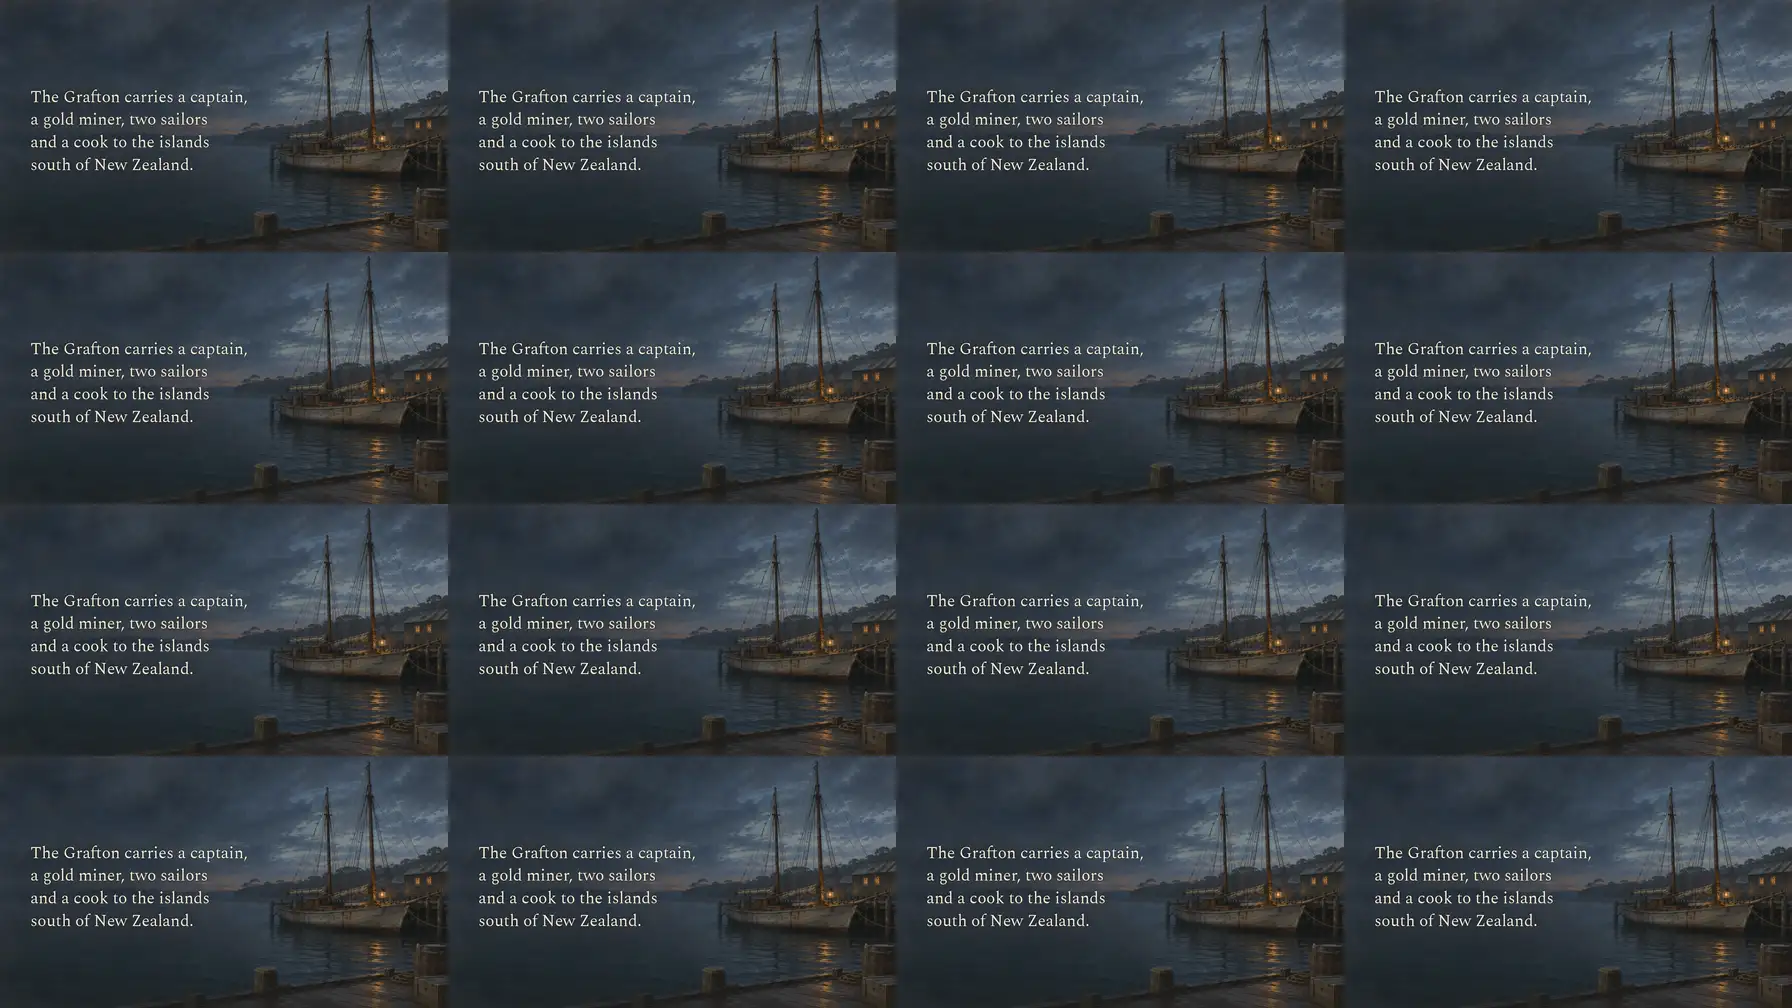 The Grafton carries a captain,
a gold miner, two sailors
and a cook to the islands
south of New Zealand.
The Grafton carries a captain,
a gold miner, two sailors
and a cook to the islands
south of New Zealand.
The Grafton carries a captain,
a gold miner, two sailors
and a cook to the islands
south of New Zealand.
The Grafton carries a captain,
a gold miner, two sailors
and a cook to the islands
south of New Zealand.
The Grafton carries a captain,
a gold miner, two sailors
and a cook to the islands
south of New Zealand.
The Grafton carries a captain,
a gold miner, two sailors
and a cook to the islands
south of New Zealand.
The Grafton carries a captain,
a gold miner, two sailors
and a cook to the islands
south of New Zealand.
The Grafton carries a captain,
a gold miner, two sailors
and a cook to the islands
south of New Zealand.
The Grafton carries a captain,
a gold miner, two sailors
and a cook to the islands
south of New Zealand.
The Grafton carries a captain,
a gold miner, two sailors
and a cook to the islands
south of New Zealand.
The Grafton carries a captain,
a gold miner, two sailors
and a cook to the islands
south of New Zealand.
The Grafton carries a captain,
a gold miner, two sailors
and a cook to the islands
south of New Zealand.
The Grafton carries a captain,
a gold miner, two sailors
and a cook to the islands
south of New Zealand.
The Grafton carries a captain,
a gold miner, two sailors
and a cook to the islands
south of New Zealand.
The Grafton carries a captain,
a gold miner, two sailors
and a cook to the islands
south of New Zealand.
The Grafton carries a captain,
a gold miner, two sailors
and a cook to the islands
south of New Zealand.